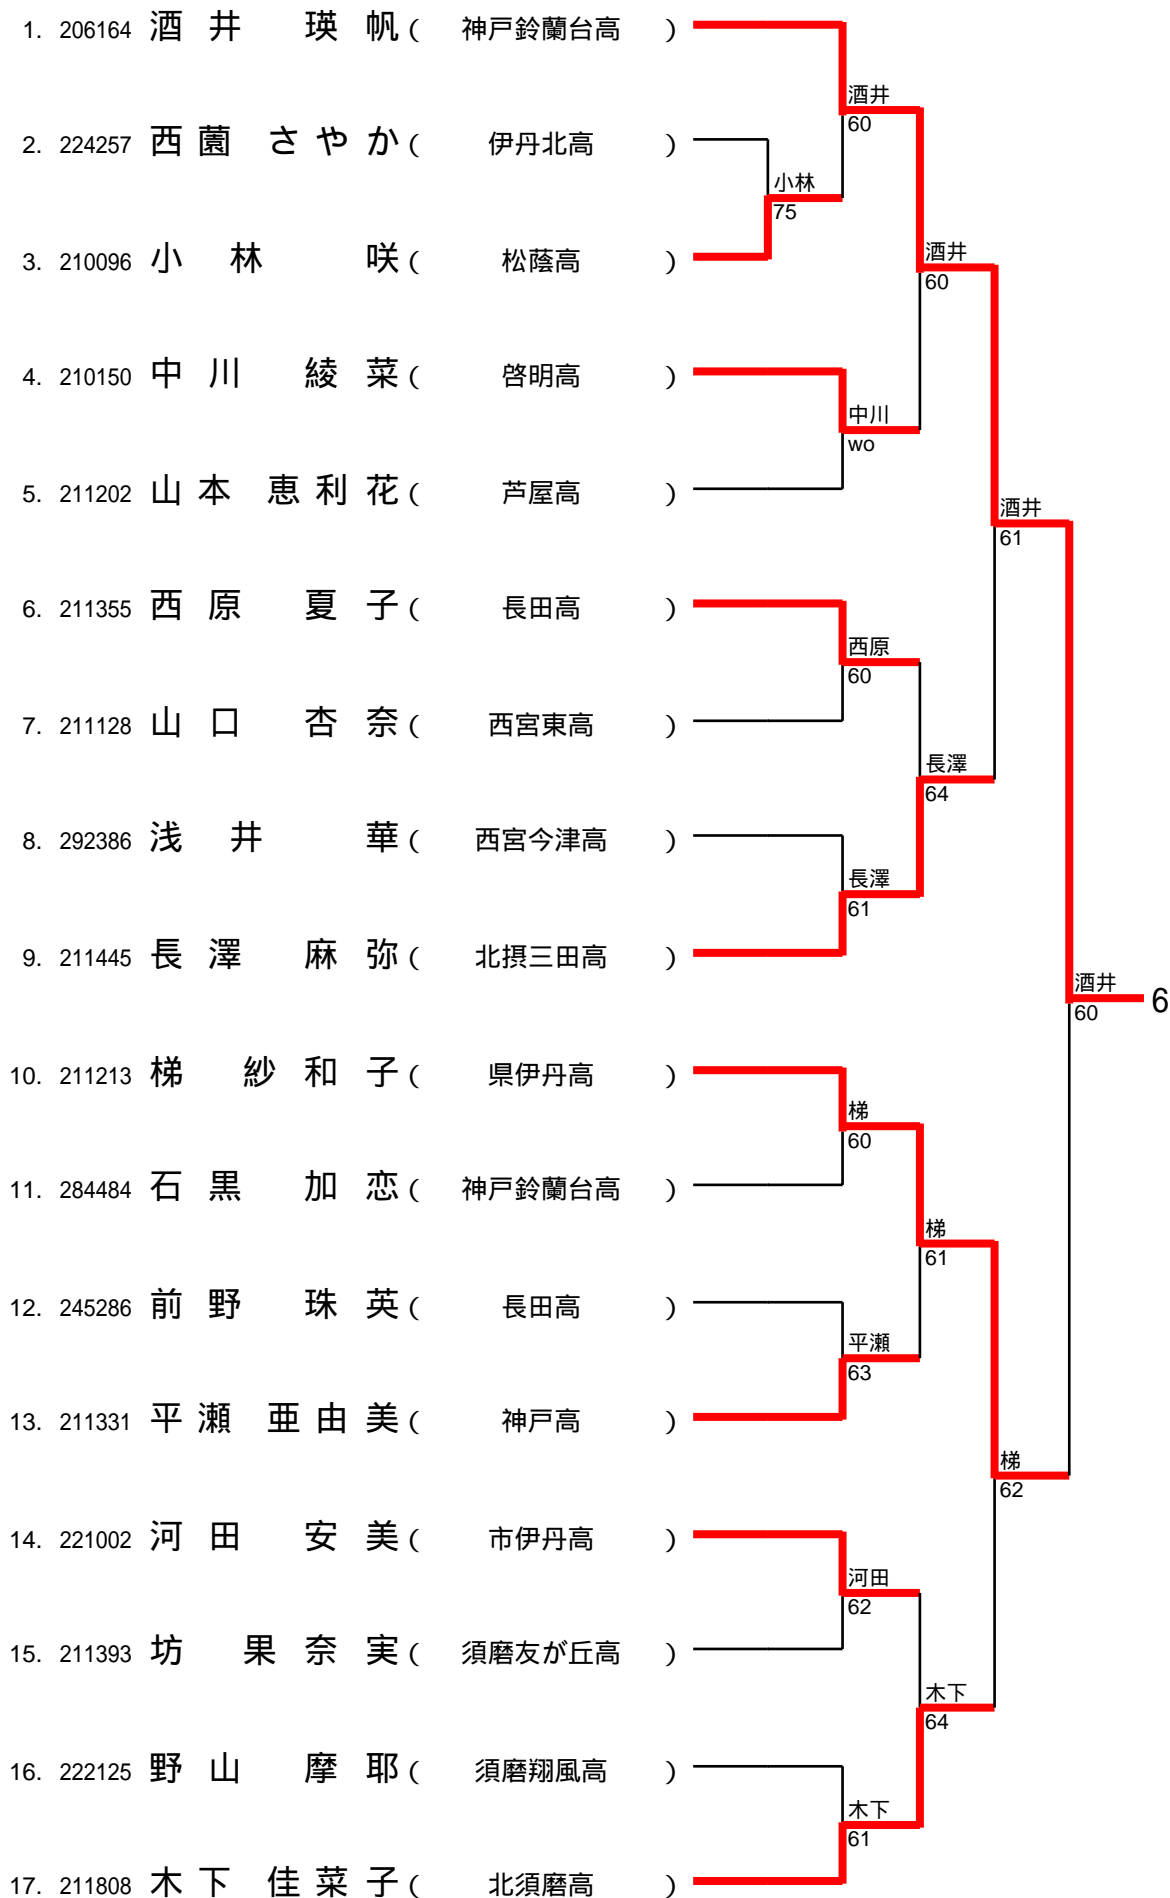 1. 206164 酒井 瑛帆 ( 神戸鈴蘭台高 )
酒井
60
2. 224257 西薗 さやか ( 伊丹北高 )
小林
75
3. 210096 小林 咲 ( 松蔭高 )
酒井
60
4. 210150 中川 綾菜 ( 啓明高 )
中川
wo
5. 211202 山本 恵利花 ( 芦屋高 )
酒井
61
6. 211355 西原 夏子 ( 長田高 )
西原
60
7. 211128 山口 杏奈 ( 西宮東高 )
長澤
64
8. 292386 浅井 華 ( 西宮今津高 )
長澤
61
9. 211445 長澤 麻弥 ( 北摂三田高 )
酒井
60
6
10. 211213 梯 紗和子 ( 県伊丹高 )
梯
60
11. 284484 石黒 加恋 ( 神戸鈴蘭台高 )
梯
61
12. 245286 前野 珠英 ( 長田高 )
平瀬
63
13. 211331 平瀬 亜由美 ( 神戸高 )
梯
62
14. 221002 河田 安美 ( 市伊丹高 )
河田
62
15. 211393 坊 果奈実 ( 須磨友が丘高 )
木下
64
16. 222125 野山 摩耶 ( 須磨翔風高 )
木下
61
17. 211808 木下 佳菜子 ( 北須磨高 )